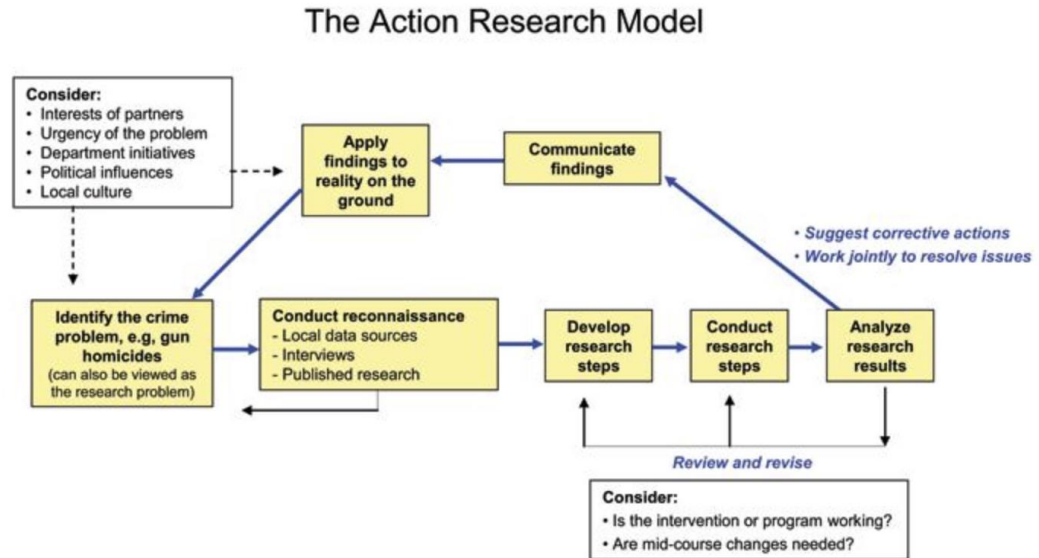 The Action Research Model
Consider:
• Interests of partners
• Urgency of the problem
• Department initiatives
• Political influences
• Local culture
Apply
findings to
reality on the
ground
Communicate
findings
• Suggest corrective actions
• Work jointly to resolve issues
Identify the crime
problem, e.g, gun
homicides
(can also be viewed as
the research problem)
Conduct reconnaissance
- Local data sources
- Interviews
- Published research
Develop
research
steps
Conduct
research
steps
Analyze
research
results
Review and revise
Consider:
• Is the intervention or program working?
• Are mid-course changes needed?